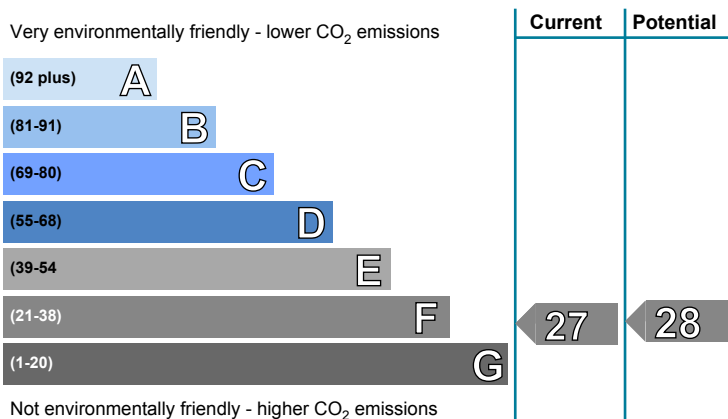 Current Potential
Very environmentally friendly - lower CO2 emissions
(92 plus) A
(81-91) B
(69-80) C
(55-68) D
(39-54 E
(21-38) F 27 28
(1-20) G
Not environmentally friendly - higher CO2 emissions